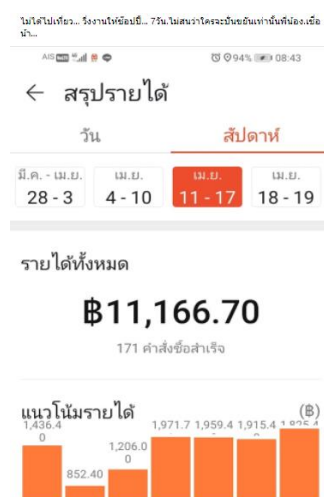 ไม่ได้ไปเที่ยว... วิ่งงานให้ช้อปปี้... 7วัน.ไม่สนว่าใครจะบ้นขยันเท่านั้นพี่น้อง.เชื่อ
น้า...
AIS 94% 08:43
← สรุปรายได้
วัน สัปดาห์
มี.ค. - เม.ย. เม.ย. เม.ย. เม.ย.
28 - 3 4 - 10 11 - 17 18 - 19
รายได้ทั้งหมด
฿11,166.70
171 คำสั่งซื้อสำเร็จ
แนวโน้มรายได้ (฿)
1,436.4
0
852.40
1,206.0
0
1,971.7 1,959.4 1,915.4 1,825.4